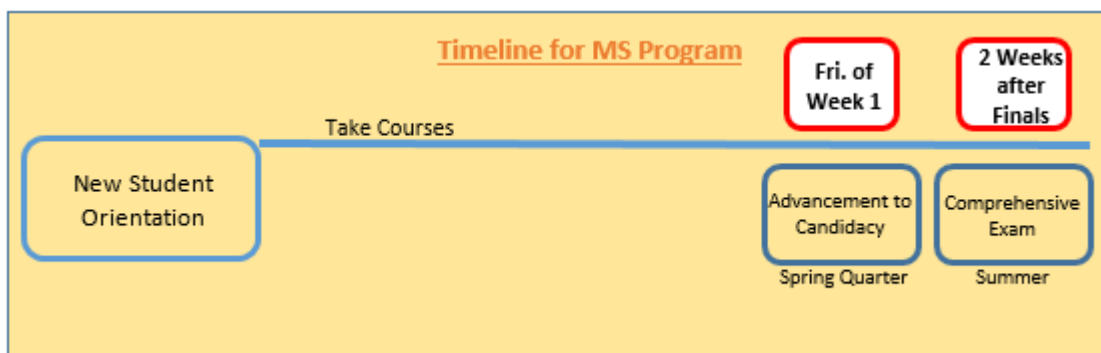 Timeline for MS Program
Fri. of
Week 1
2 Weeks
after
Finals
Take Courses
New Student
Orientation
Advancement to
Candidacy
Comprehensive
Exam
Spring Quarter
Summer